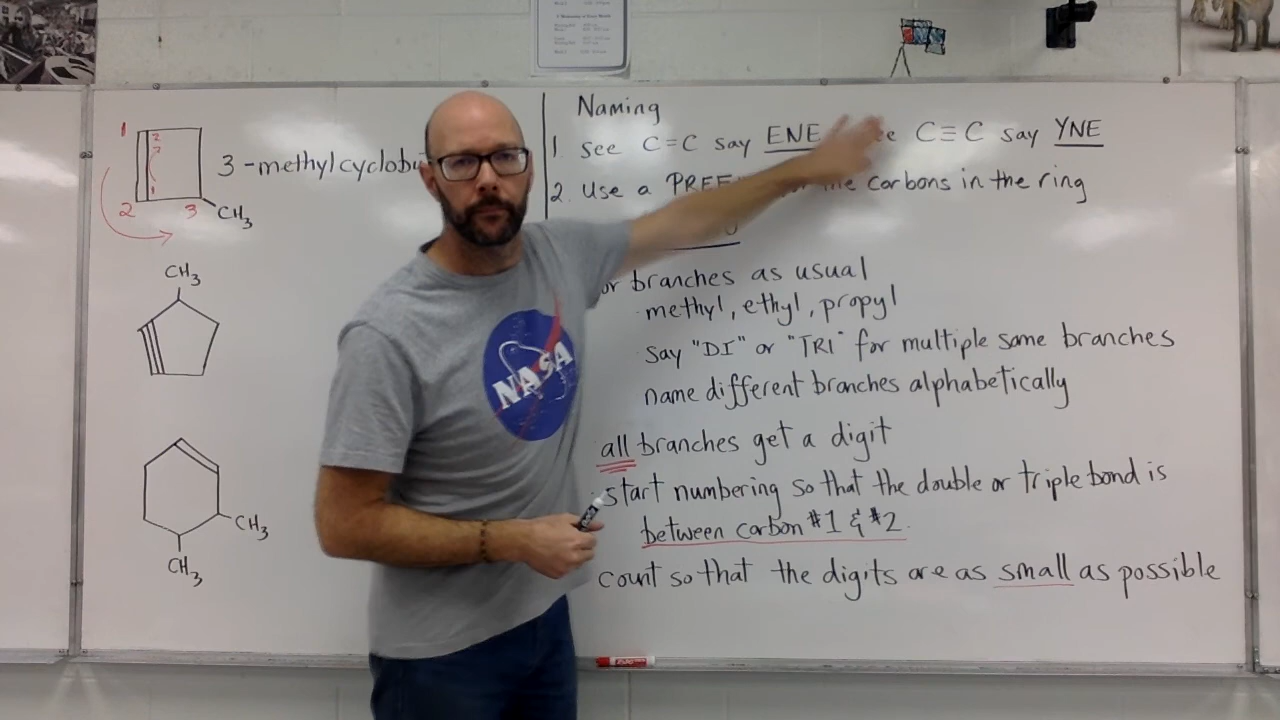 1 2 3 -methylcyclobu
1
2 3 CH₃
CH₃
CH₃
CH₃
Naming
1. see C=C say ENE C≡C say YNE
2. Use a carbons in the ring
branches as usual
methyl, ethyl, propyl
say "DI" or "TRI" for multiple same branches
name different branches alphabetically
all branches get a digit
start numbering so that the double or triple bond is
between carbon #1 & #2.
count so that the digits are as small as possible
NASA